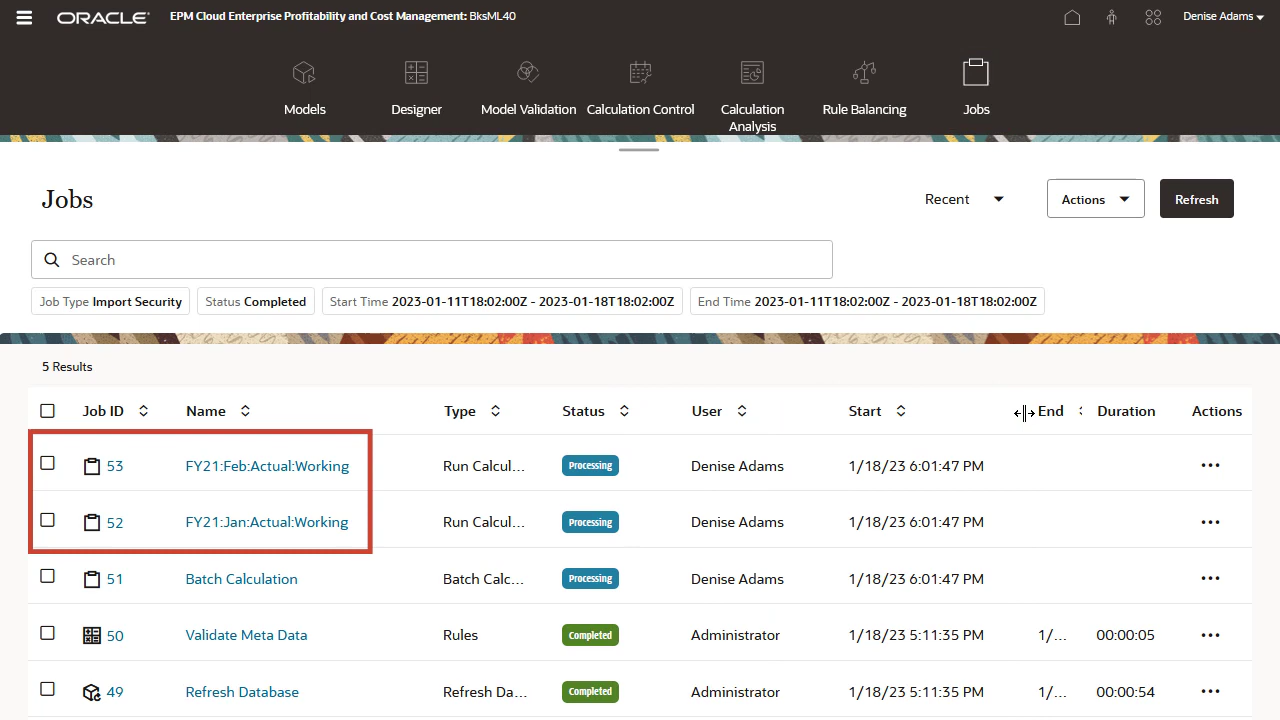 ORACLE
EPM Cloud Enterprise Profitability and Cost Management: BksML40
Denise Adams
Models
Designer
Model Validation
Calculation Control
Calculation
Analysis
Rule Balancing
Jobs
Jobs
Recent
Actions
Refresh
Search
Job Type Import Security
Status Completed
Start Time 2023-01-11T18:02:00Z - 2023-01-18T18:02:00Z
End Time 2023-01-11T18:02:00Z - 2023-01-18T18:02:00Z
5 Results
Job ID Name Type Status User Start End Duration Actions
53 FY21:Feb:Actual:Working Run Calcul... Processing Denise Adams 1/18/23 6:01:47 PM
52 FY21:Jan:Actual:Working Run Calcul... Processing Denise Adams 1/18/23 6:01:47 PM
51 Batch Calculation Batch Calc... Processing Denise Adams 1/18/23 6:01:47 PM
50 Validate Meta Data Rules Completed Administrator 1/18/23 5:11:35 PM 1/... 00:00:05
49 Refresh Database Refresh Da... Completed Administrator 1/18/23 5:11:35 PM 1/... 00:00:54